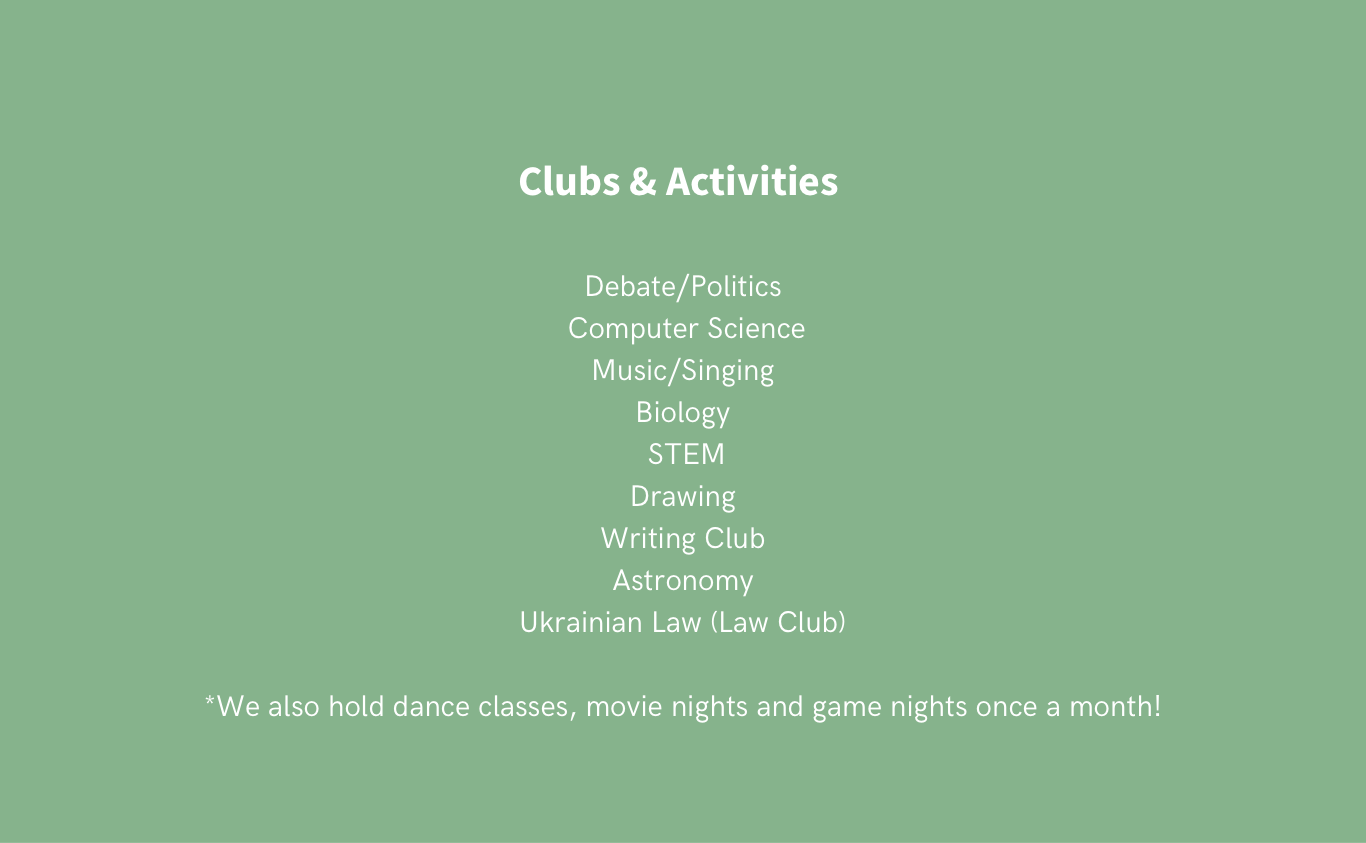 Clubs & Activities
Debate/Politics
Computer Science
Music/Singing
Biology
STEM
Drawing
Writing Club
Astronomy
Ukrainian Law (Law Club)
*We also hold dance classes, movie nights and game nights once a month!